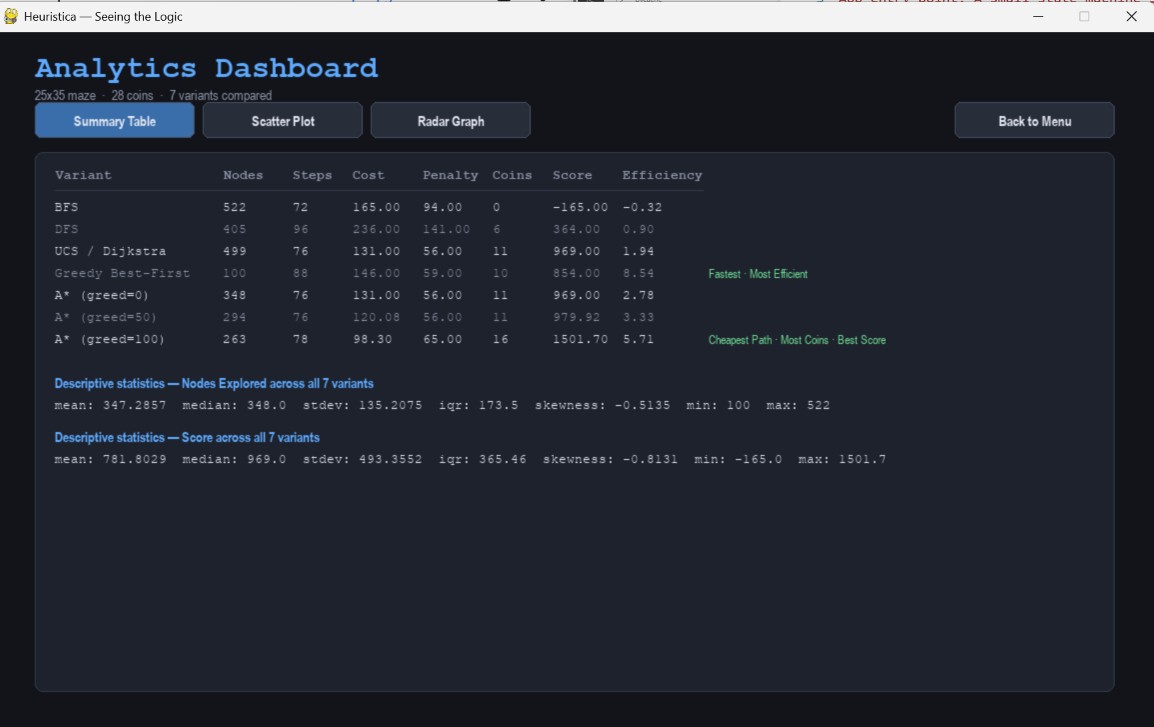 Heuristica — Seeing the Logic
Analytics Dashboard
25x35 maze · 28 coins · 7 variants compared
Summary Table Scatter Plot Radar Graph Back to Menu
Variant Nodes Steps Cost Penalty Coins Score Efficiency
BFS 522 72 165.00 94.00 0 -165.00 -0.32
DFS 405 96 236.00 141.00 6 364.00 0.90
UCS / Dijkstra 499 76 131.00 56.00 11 969.00 1.94
Greedy Best-First 100 88 146.00 59.00 10 854.00 8.54 Fastest · Most Efficient
A* (greed=0) 348 76 131.00 56.00 11 969.00 2.78
A* (greed=50) 294 76 120.08 56.00 11 979.92 3.33
A* (greed=100) 263 78 98.30 65.00 16 1501.70 5.71 Cheapest Path · Most Coins · Best Score
Descriptive statistics — Nodes Explored across all 7 variants
mean: 347.2857 median: 348.0 stdev: 135.2075 iqr: 173.5 skewness: -0.5135 min: 100 max: 522
Descriptive statistics — Score across all 7 variants
mean: 781.8029 median: 969.0 stdev: 493.3552 iqr: 365.46 skewness: -0.8131 min: -165.0 max: 1501.7